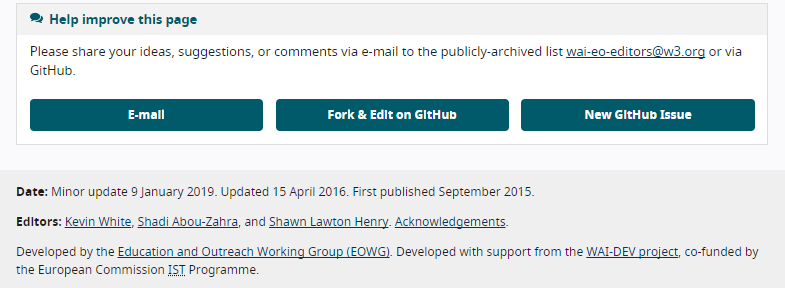 Help improve this page
Please share your ideas, suggestions, or comments via e-mail to the publicly-archived list wai-eo-editors@w3.org or via
GitHub.
E-mail
Fork & Edit on GitHub
New GitHub Issue
Date: Minor update 9 January 2019. Updated 15 April 2016. First published September 2015.
Editors: Kevin White, Shadi Abou-Zahra, and Shawn Lawton Henry. Acknowledgements.
Developed by the Education and Outreach Working Group (EOWG). Developed with support from the WAI-DEV project, co-funded by
the European Commission IST Programme.